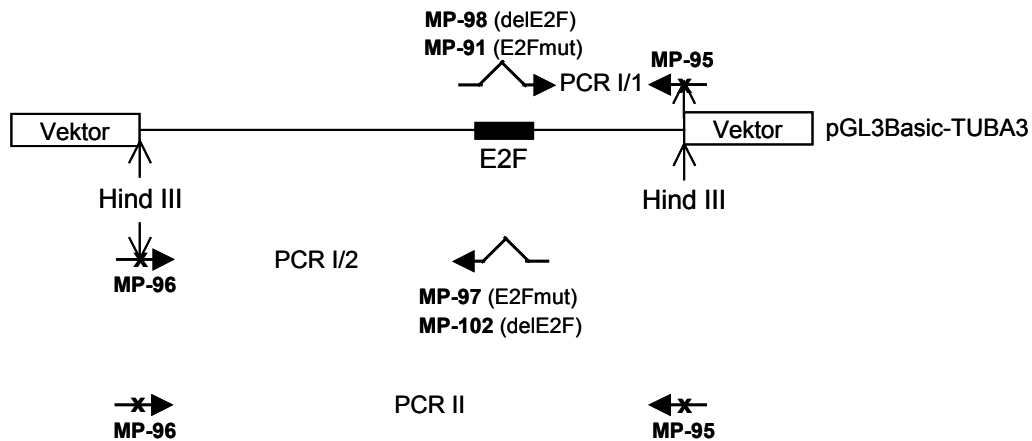 MP-98 (delE2F)
MP-91 (E2Fmut)
MP-95
PCR I/1
x
Vektor
Vektor
pGL3Basic-TUBA3
E2F
Hind III
Hind III
x
PCR I/2
MP-96
MP-97 (E2Fmut)
MP-102 (delE2F)
x
PCR II
x
MP-96
MP-95